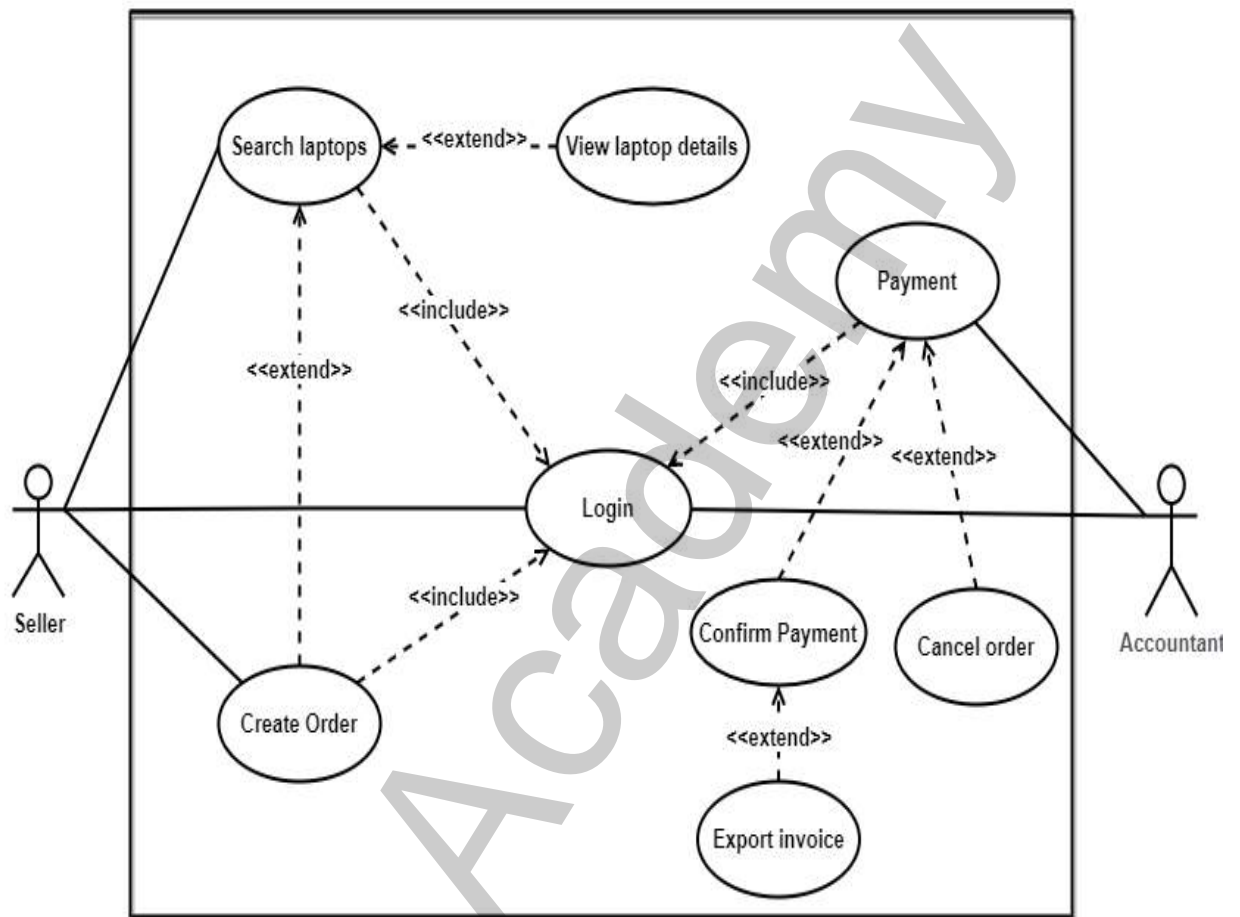 Search laptops
<<extend>>
View laptop details
Payment
<<include>>
<<extend>>
<<include>>
<<extend>>
<<extend>>
Login
<<include>>
Seller
Confirm Payment
Cancel order
Accountant
Create Order
<<extend>>
Export invoice
Academy